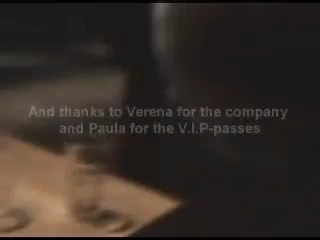 And thanks to Verena for the company
and Paula for the V.I.P-passes